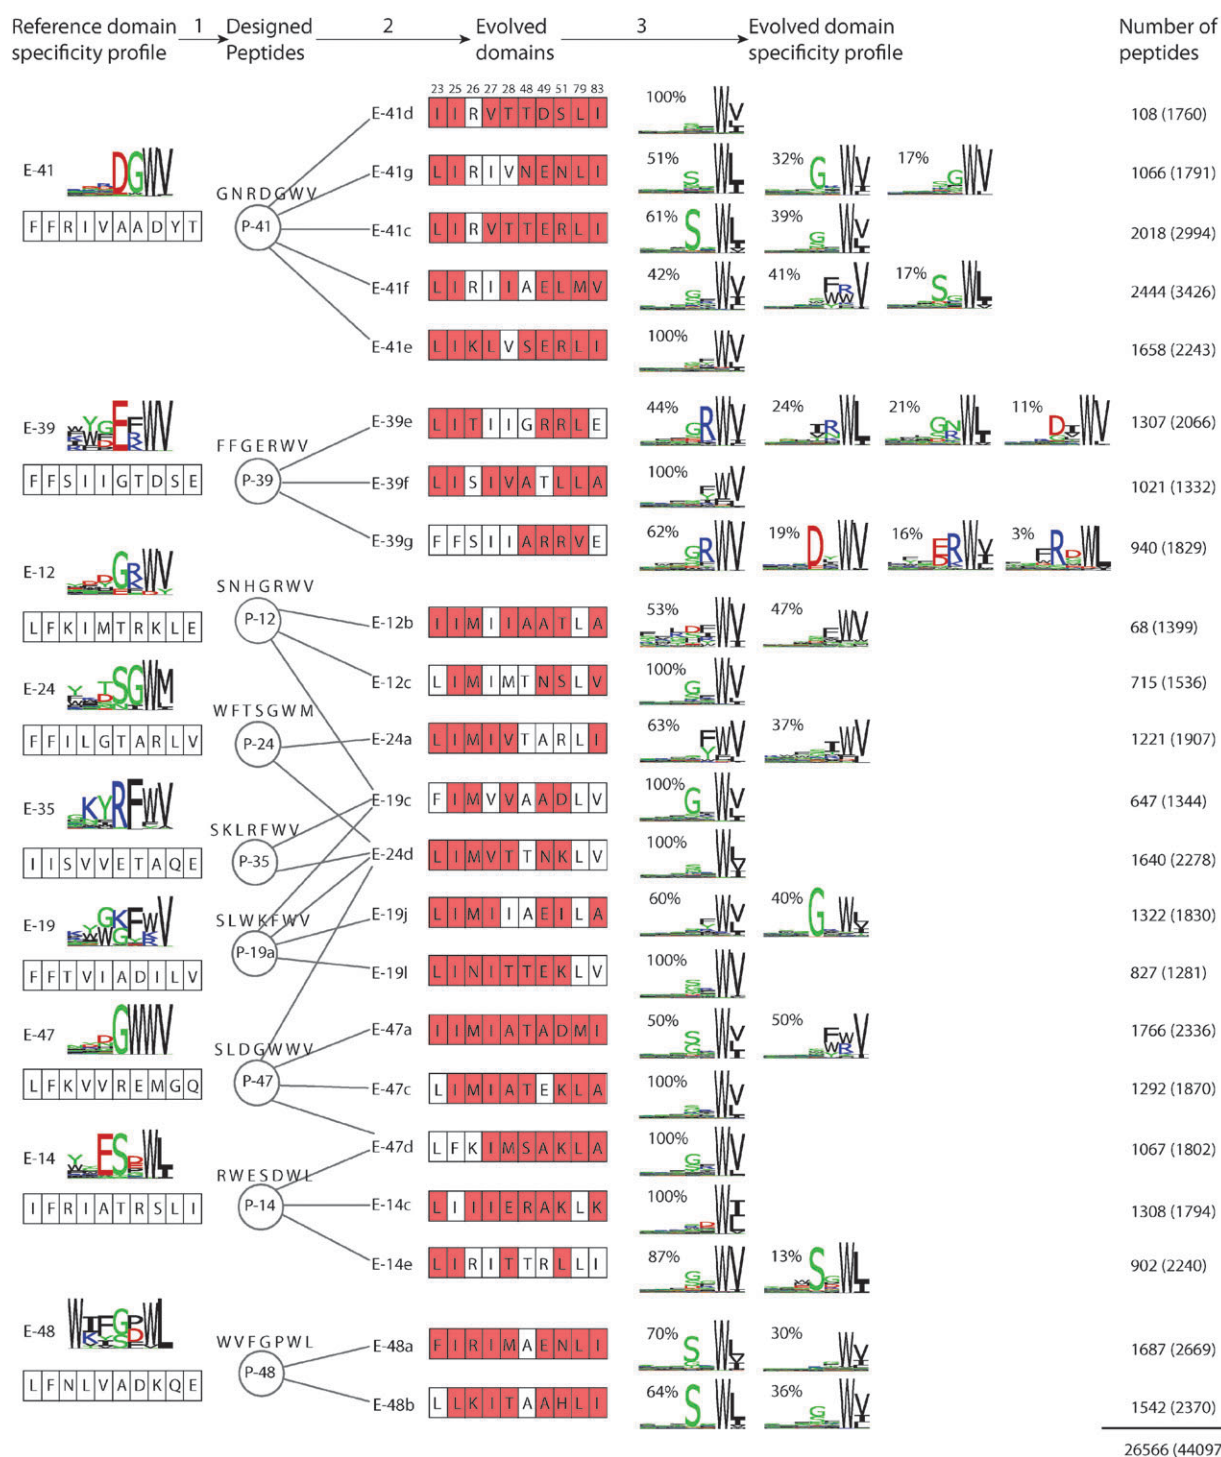 Reference domain specificity profile 1 Designed Peptides 2 Evolved domains 3 Evolved domain specificity profile Number of peptides
23 25 26 27 28 48 49 51 79 83
E-41d I I R V T T D S L I 100% 108 (1760)
E-41 DGWV
E-41g L I R I V N E N L I 51% 32% 17% 1066 (1791)
GNRDGWV
F F R I V A A D Y T P-41 E-41c L I R V T T E R L I 61% 39% 2018 (2994)
E-41f L I R I I A E L M V 42% 41% 17% 2444 (3426)
E-41e L I K L V S E R L I 100% 1658 (2243)
E-39 E-39e L I T I I G R R L E 44% 24% 21% 11% 1307 (2066)
FFGERWV
F F S I I G T D S E P-39 E-39f L I S I V A T L L A 100% 1021 (1332)
E-39g F F S I I A R R V E 62% 19% 16% 3% 940 (1829)
E-12
SNHGRWV
L F K I M T R K L E P-12 E-12b I I M I I A A T L A 53% 47% 68 (1399)
E-12c L I M I M T N S L V 100% 715 (1536)
E-24
WFTSGWM
F F I L G T A R L V P-24 E-24a L I M I V T A R L I 63% 37% 1221 (1907)
E-35 E-19c F I M V V A A D L V 100% 647 (1344)
SKLRFWV
I I S V V E T A Q E P-35 E-24d L I M V T T N K L V 100% 1640 (2278)
E-19 E-19j L I M I I A E I L A 60% 40% 1322 (1830)
SLWKFWV
F F T V I A D I L V P-19a E-19l L I N I T T E K L V 100% 827 (1281)
E-47 GWWV E-47a I I M I A T A D M I 50% 50% 1766 (2336)
SLDGWWV
L F K V V R E M G Q P-47 E-47c L I M I A T E K L A 100% 1292 (1870)
E-14 E-47d L F K I M S A K L A 100% 1067 (1802)
RWESDWL
I F R I A T R S L I P-14 E-14c L I I I E R A K L K 100% 1308 (1794)
E-14e L I R I T T R L L I 87% 13% 902 (2240)
E-48
WVFGPWL
E-48a F I R I M A E N L I 70% 30% 1687 (2669)
L F N L V A D K Q E P-48 E-48b L L K I T A A H L I 64% 36% 1542 (2370)
26566 (44097